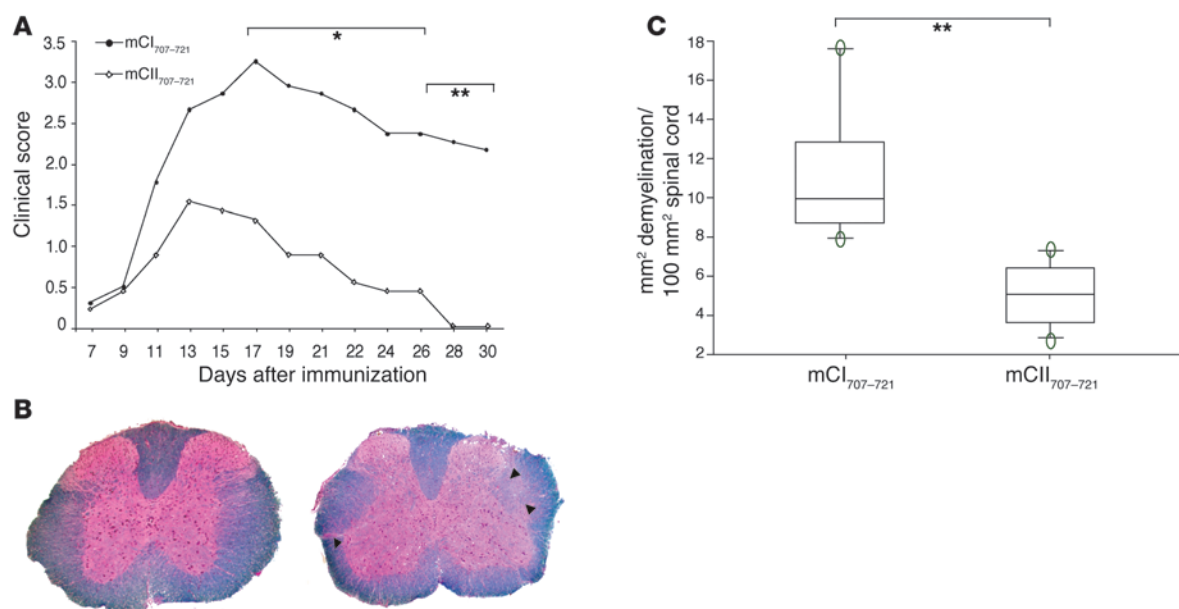 A
mCI707–721
mCII707–721
*
**
3.5
3.0
2.5
2.0
1.5
1.0
0.5
0
Clinical score
7 9 11 13 15 17 19 21 22 24 26 28 30
Days after immunization
B
C
**
18
16
14
12
10
8
6
4
2
mm² demyelination/
100 mm² spinal cord
mCI707–721 mCII707–721